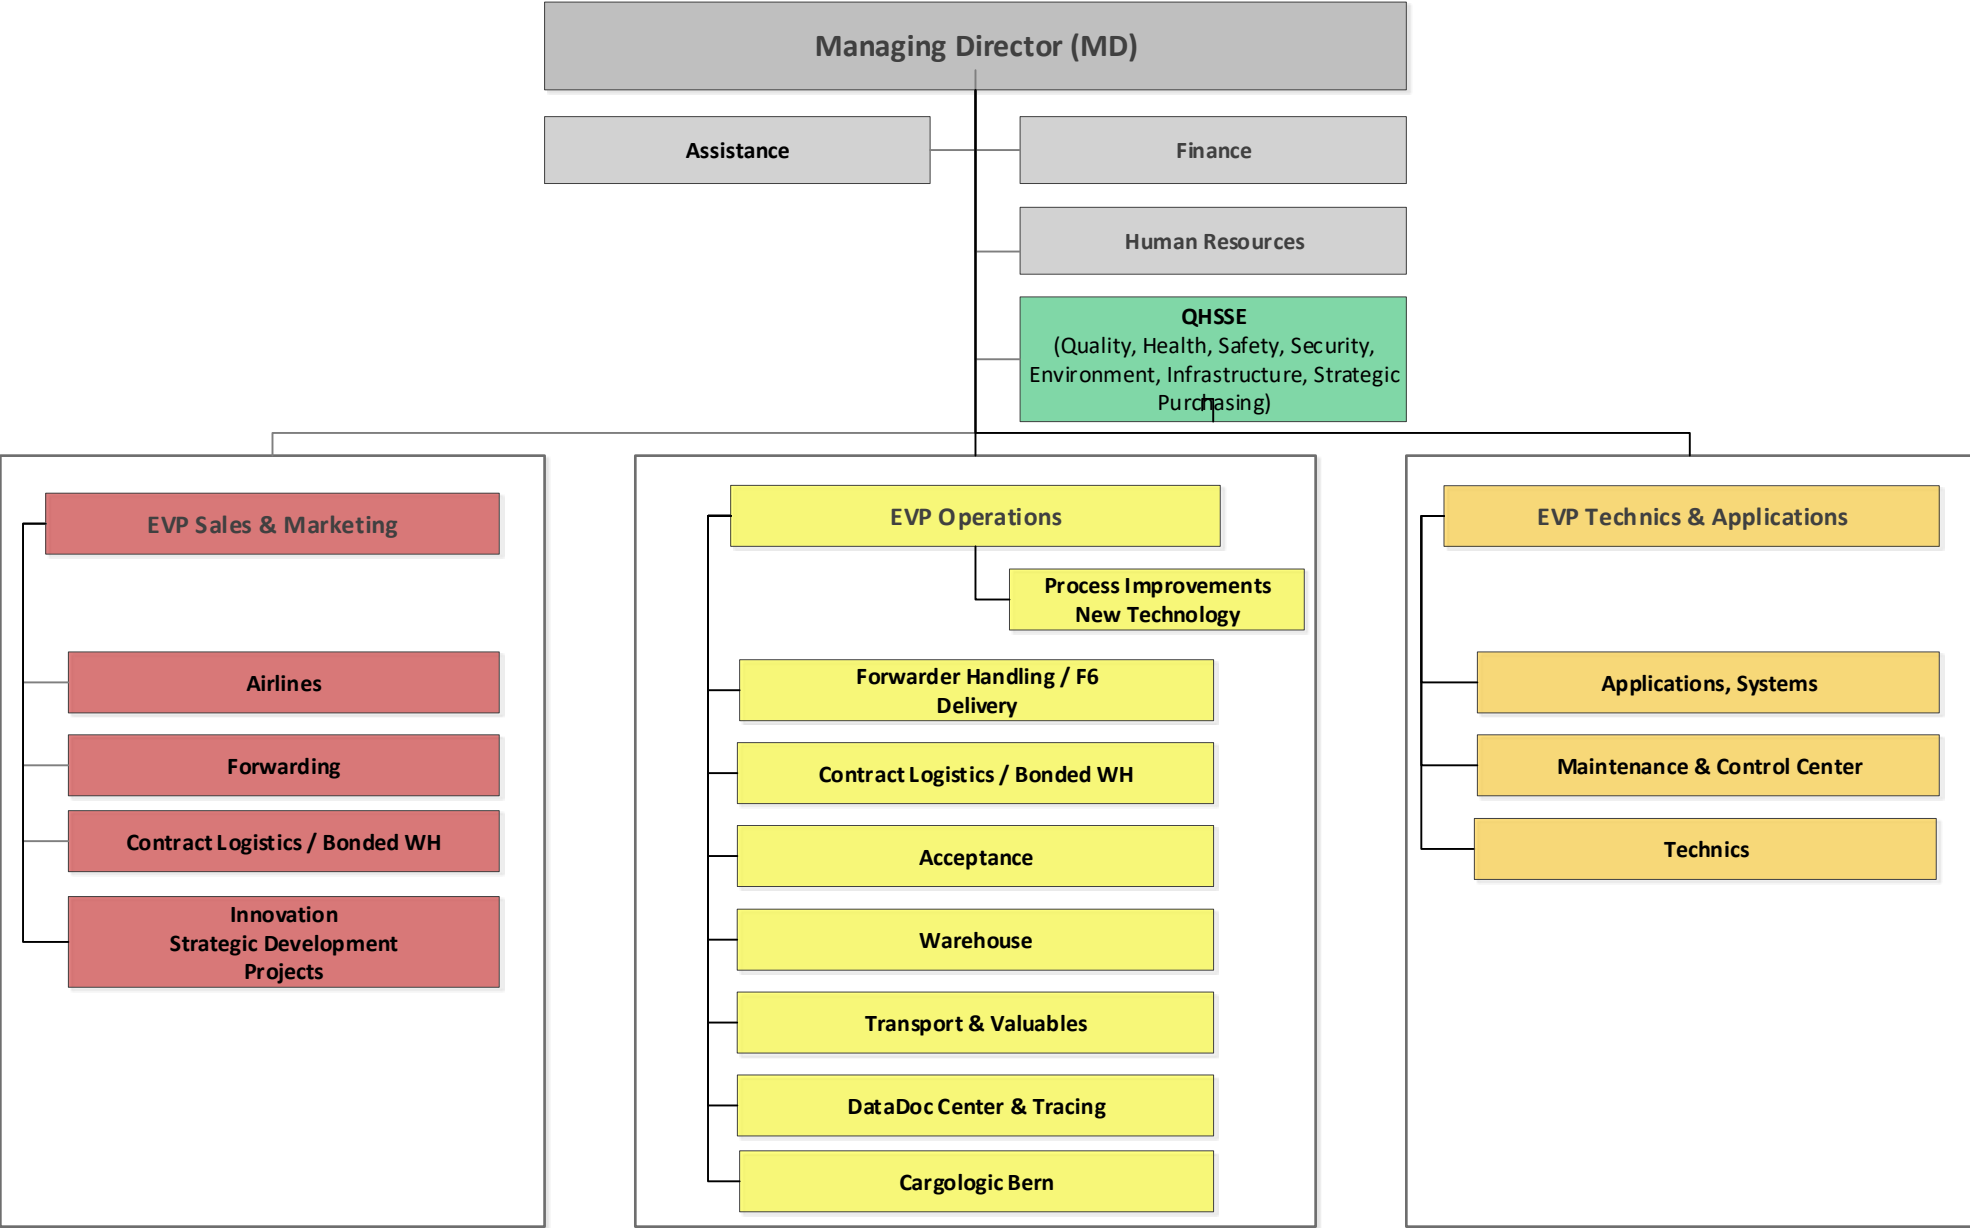 Managing Director (MD)
Assistance
Finance
Human Resources
QHSSE
(Quality, Health, Safety, Security,
Environment, Infrastructure, Strategic
Purchasing)
EVP Sales & Marketing
Airlines
Forwarding
Contract Logistics / Bonded WH
Innovation
Strategic Development
Projects
EVP Operations
Process Improvements
New Technology
Forwarder Handling / F6
Delivery
Contract Logistics / Bonded WH
Acceptance
Warehouse
Transport & Valuables
DataDoc Center & Tracing
Cargologic Bern
EVP Technics & Applications
Applications, Systems
Maintenance & Control Center
Technics